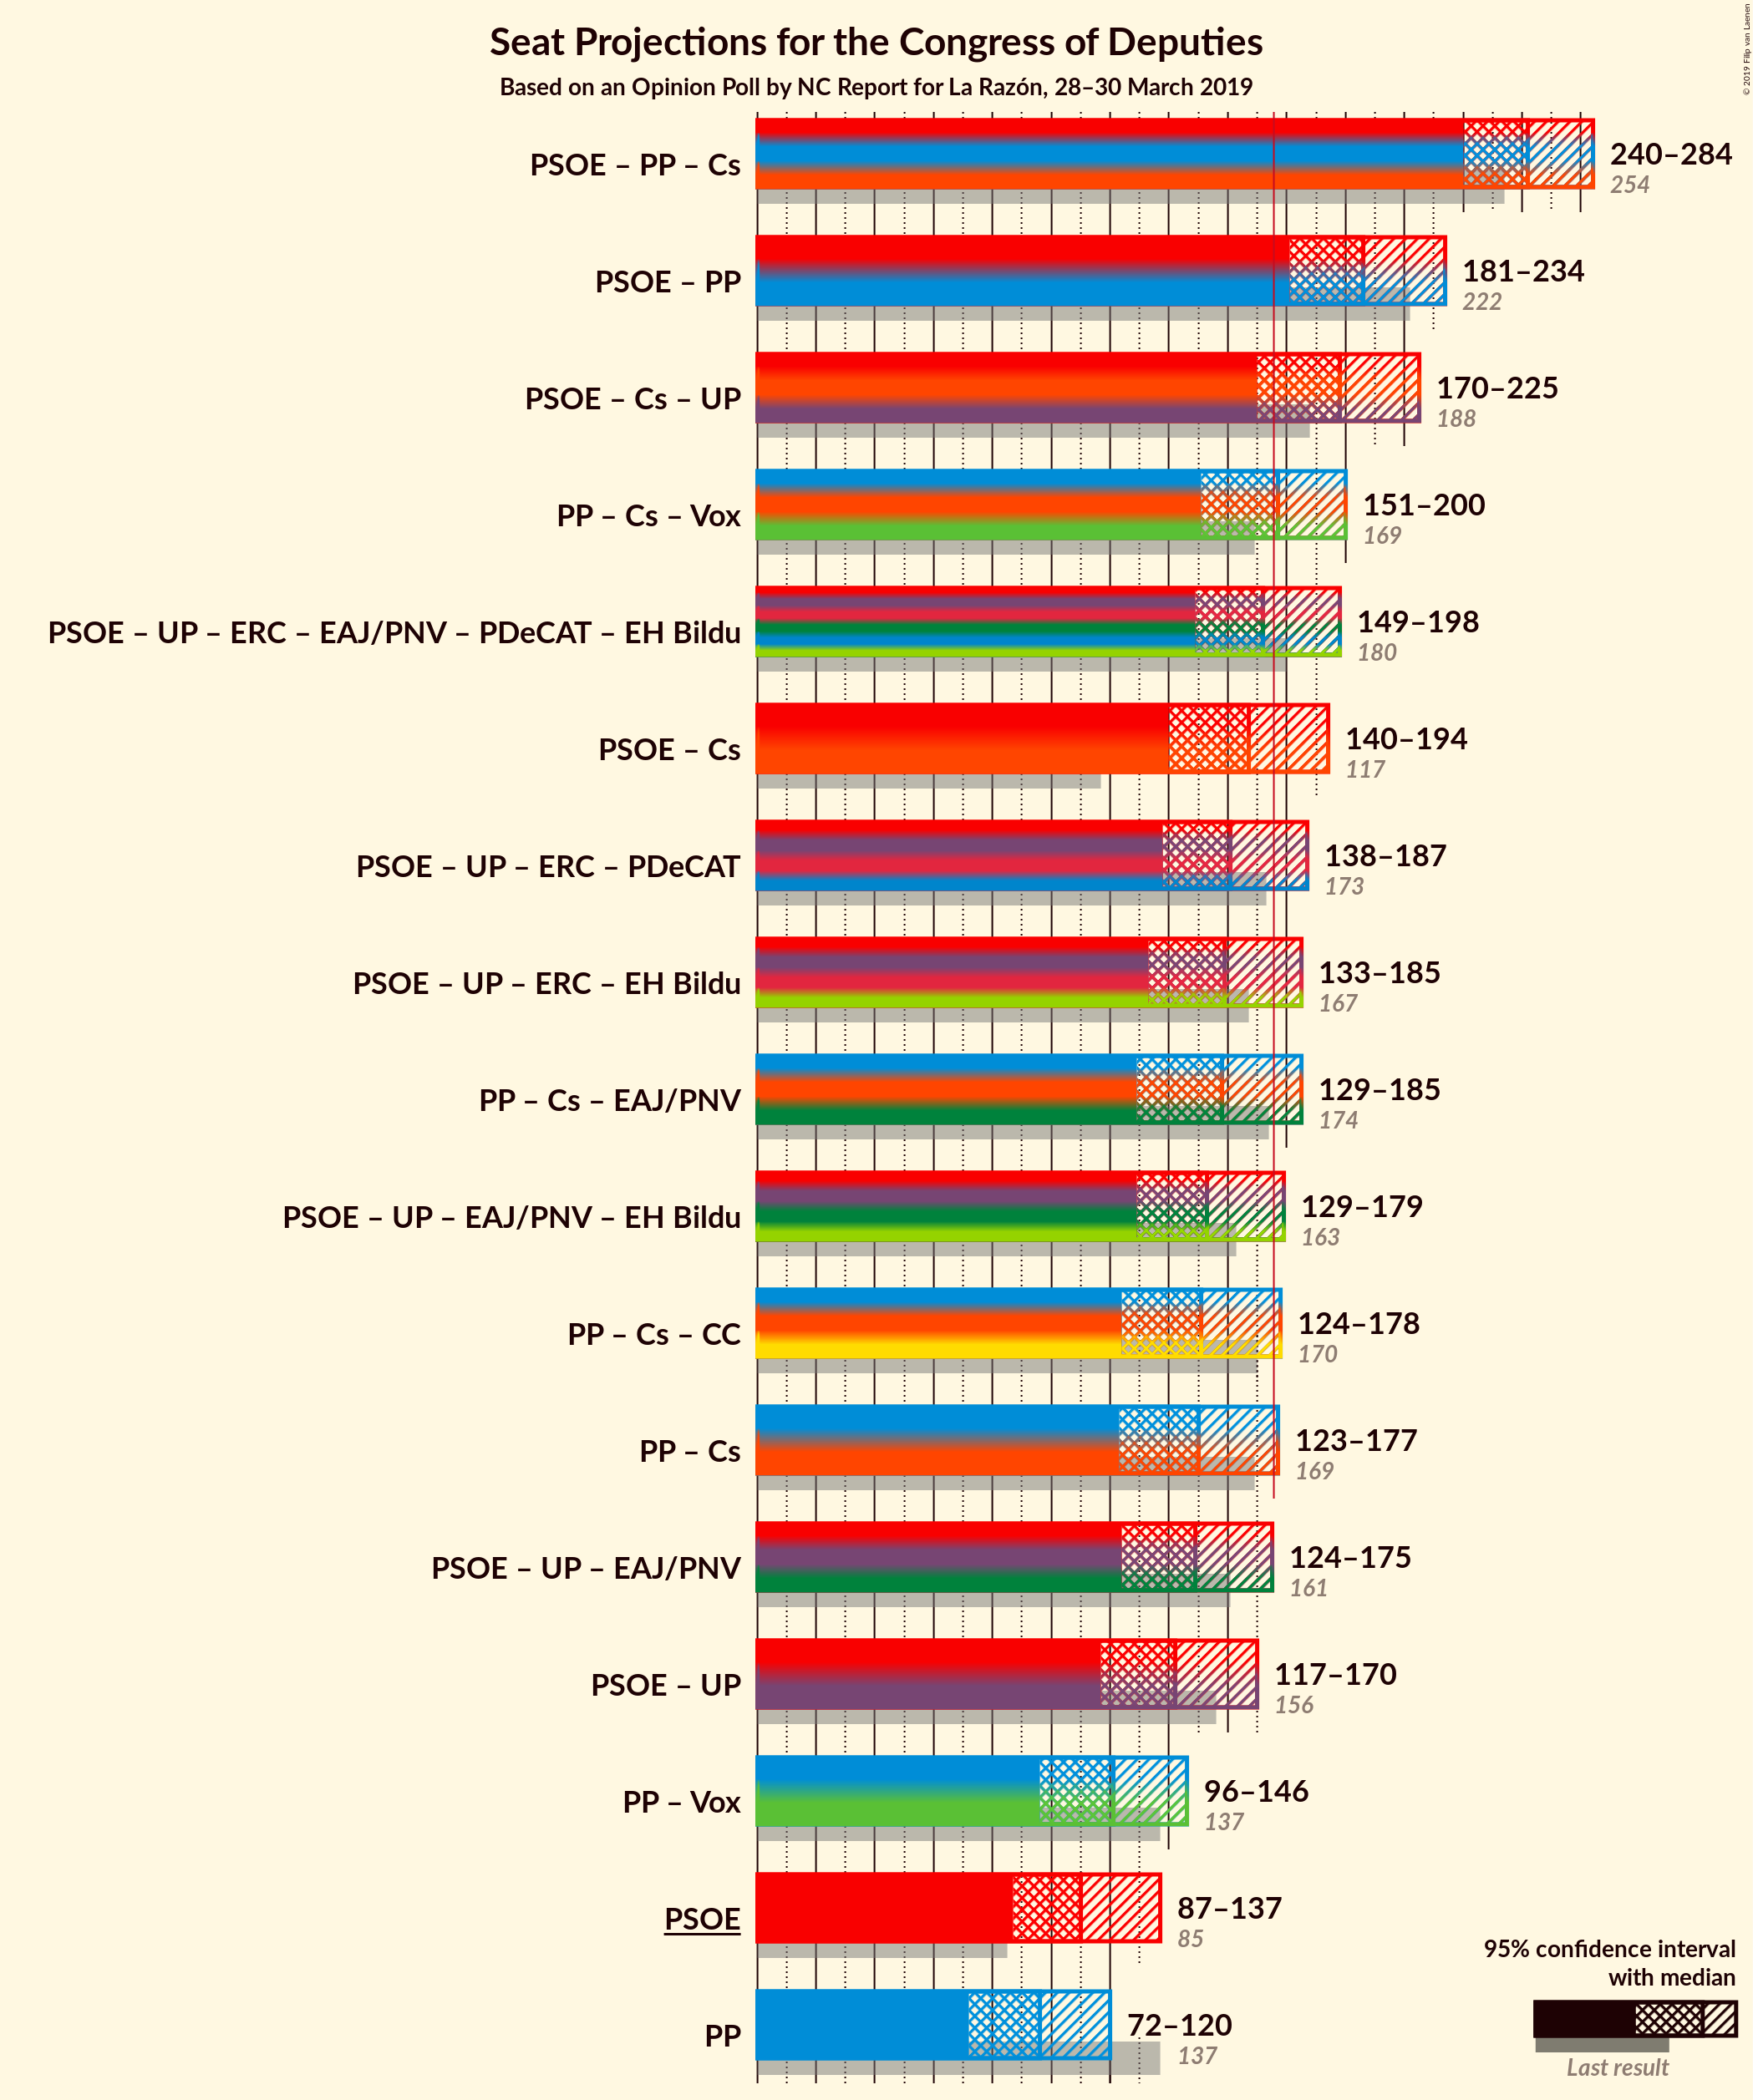 Seat Projections for the Congress of Deputies
Based on an Opinion Poll by NC Report for La Razón, 28–30 March 2019
© 2019 Filip van Laenen
PSOE – PP – Cs
240–284
254
PSOE – PP
181–234
222
PSOE – Cs – UP
170–225
188
PP – Cs – Vox
151–200
169
PSOE – UP – ERC – EAJ/PNV – PDeCAT – EH Bildu
149–198
180
PSOE – Cs
140–194
117
PSOE – UP – ERC – PDeCAT
138–187
173
PSOE – UP – ERC – EH Bildu
133–185
167
PP – Cs – EAJ/PNV
129–185
174
PSOE – UP – EAJ/PNV – EH Bildu
129–179
163
PP – Cs – CC
124–178
170
PP – Cs
123–177
169
PSOE – UP – EAJ/PNV
124–175
161
PSOE – UP
117–170
156
PP – Vox
96–146
137
PSOE
87–137
85
PP
72–120
137
95% confidence interval
with median
Last result